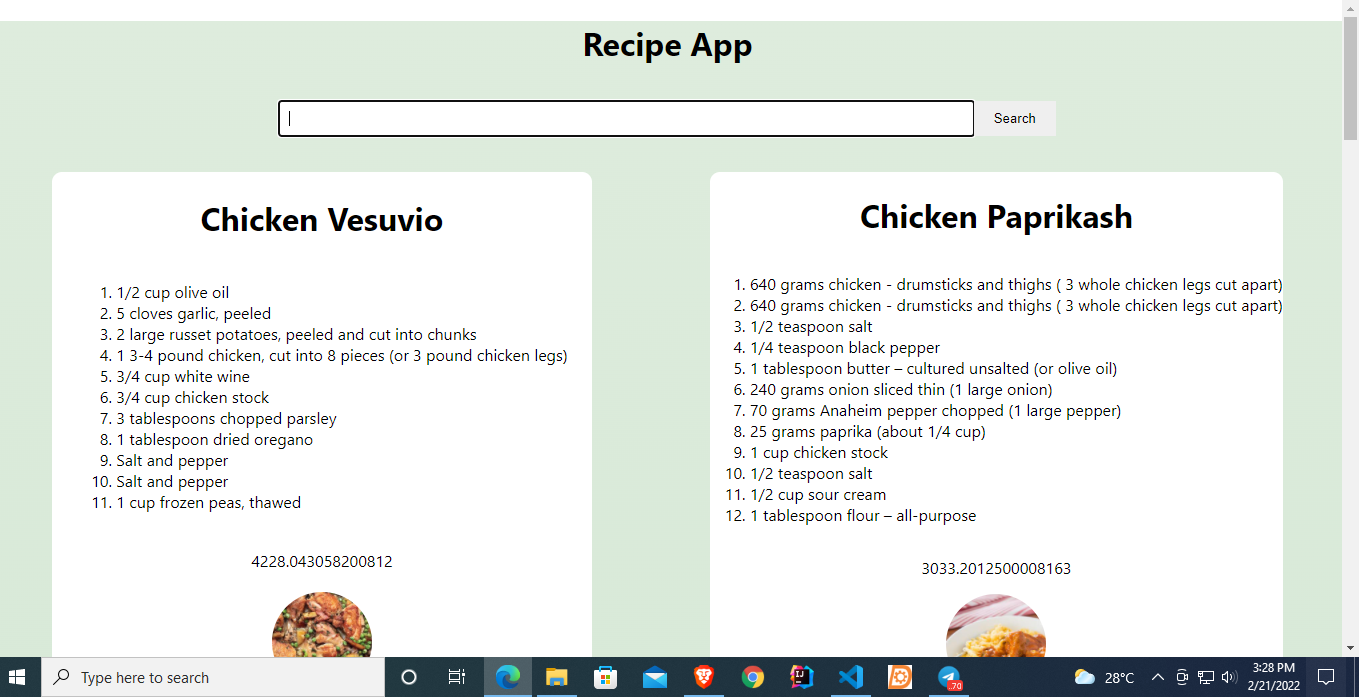 Recipe App
Search
Chicken Vesuvio
1. 1/2 cup olive oil
2. 5 cloves garlic, peeled
3. 2 large russet potatoes, peeled and cut into chunks
4. 1 3-4 pound chicken, cut into 8 pieces (or 3 pound chicken legs)
5. 3/4 cup white wine
6. 3/4 cup chicken stock
7. 3 tablespoons chopped parsley
8. 1 tablespoon dried oregano
9. Salt and pepper
10. Salt and pepper
11. 1 cup frozen peas, thawed
4228.043058200812
Chicken Paprikash
1. 640 grams chicken - drumsticks and thighs ( 3 whole chicken legs cut apart)
2. 640 grams chicken - drumsticks and thighs ( 3 whole chicken legs cut apart)
3. 1/2 teaspoon salt
4. 1/4 teaspoon black pepper
5. 1 tablespoon butter – cultured unsalted (or olive oil)
6. 240 grams onion sliced thin (1 large onion)
7. 70 grams Anaheim pepper chopped (1 large pepper)
8. 25 grams paprika (about 1/4 cup)
9. 1 cup chicken stock
10. 1/2 teaspoon salt
11. 1/2 cup sour cream
12. 1 tablespoon flour – all-purpose
3033.2012500008163
Type here to search
IJ
70
28°C
3:28 PM
2/21/2022